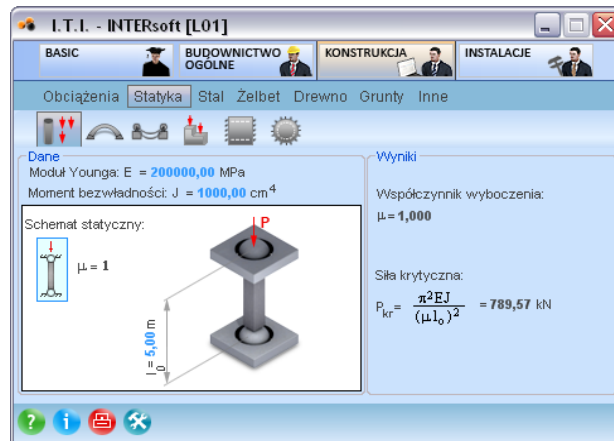 I.T.I. - INTERsoft [L01]
BASIC
BUDOWNICTWO OGÓLNE
KONSTRUKCJA
INSTALACJE
Obciążenia Statyka Stal Żelbet Drewno Grunty Inne
Dane
Moduł Younga: E = 200000,00 MPa
Moment bezwładności: J = 1000,00 cm⁴
Schemat statyczny:
μ = 1
P
l₀ = 5,00 m
Wyniki
Współczynnik wyboczenia:
μ = 1,000
Siła krytyczna:
Pkr = π²EJ / (μl₀)² = 789,57 kN